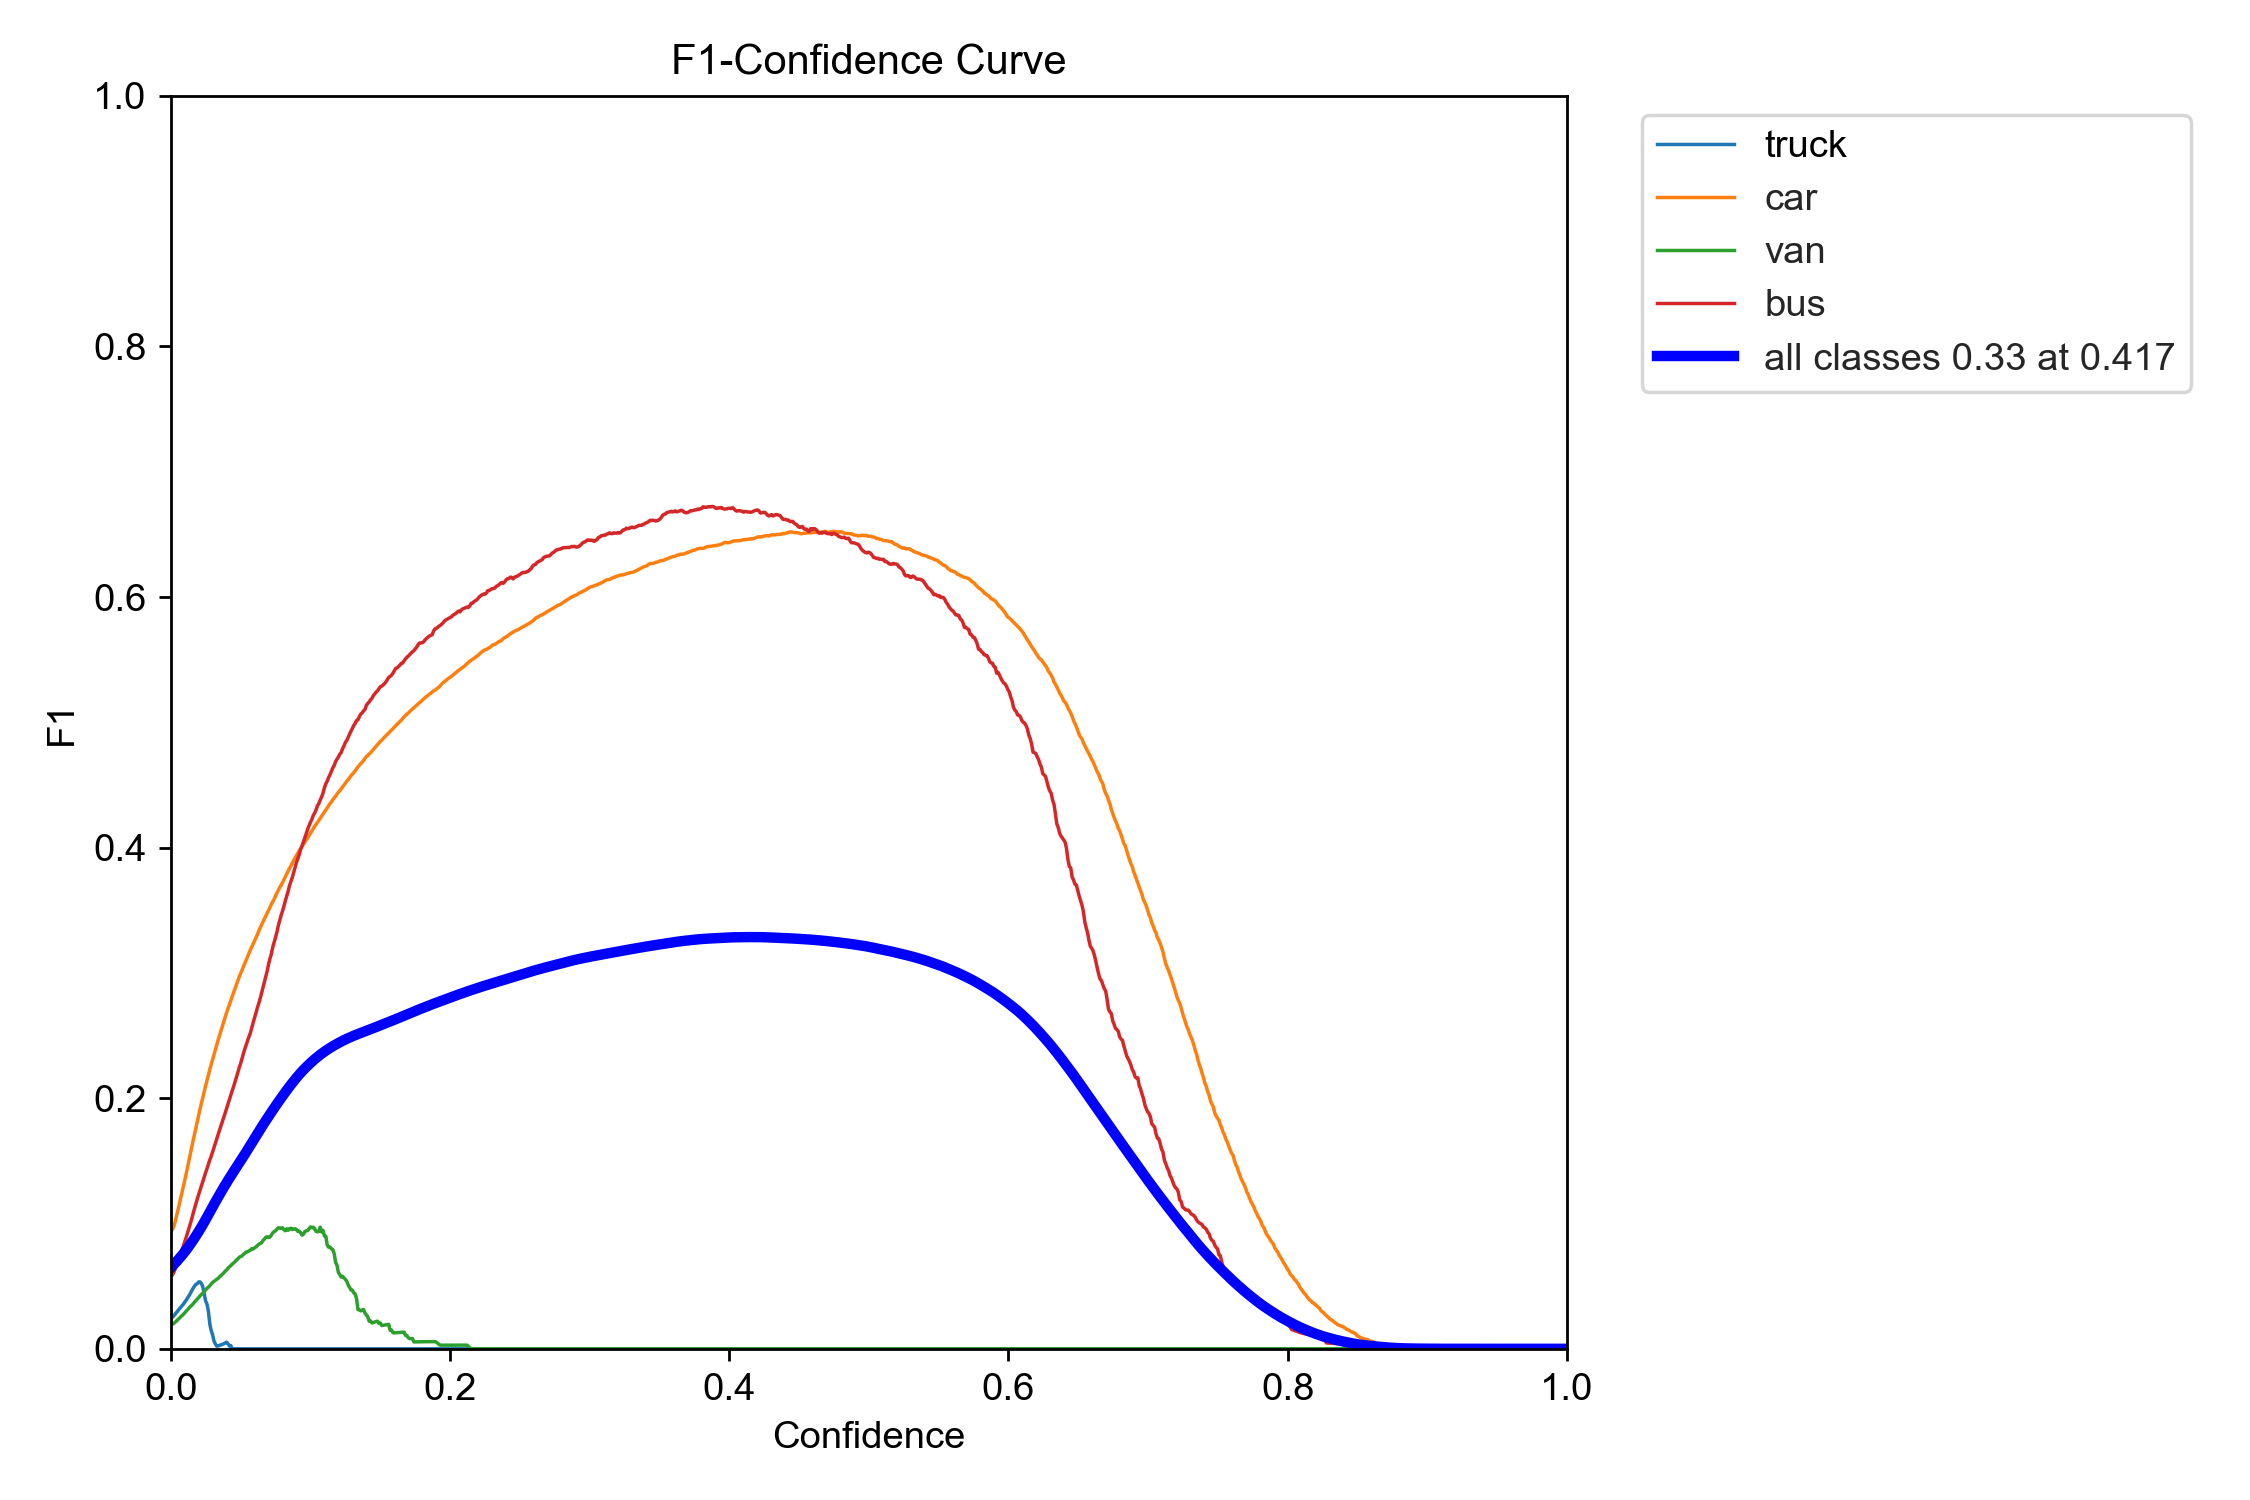 F1-Confidence Curve
1.0
0.8
0.6
0.4
0.2
0.0
F1
0.0 0.2 0.4 0.6 0.8 1.0
Confidence
truck
car
van
bus
all classes 0.33 at 0.417